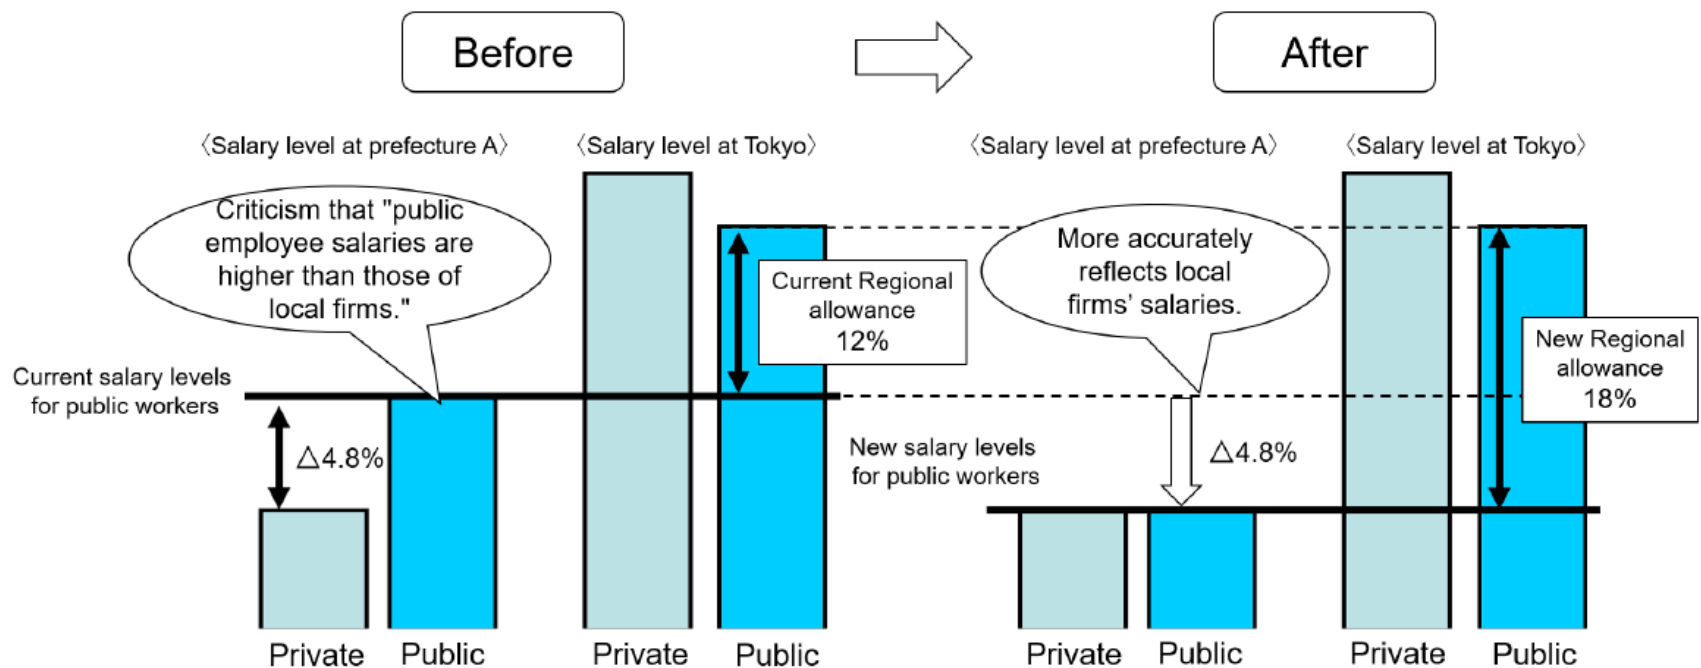 Before
After
〈Salary level at prefecture A〉
〈Salary level at Tokyo〉
〈Salary level at prefecture A〉
〈Salary level at Tokyo〉
Criticism that "public
employee salaries are
higher than those of
local firms."
Current Regional
allowance
12%
More accurately
reflects local
firms’ salaries.
New Regional
allowance
18%
Current salary levels
for public workers
△4.8%
New salary levels
for public workers
△4.8%
Private
Public
Private
Public
Private
Public
Private
Public